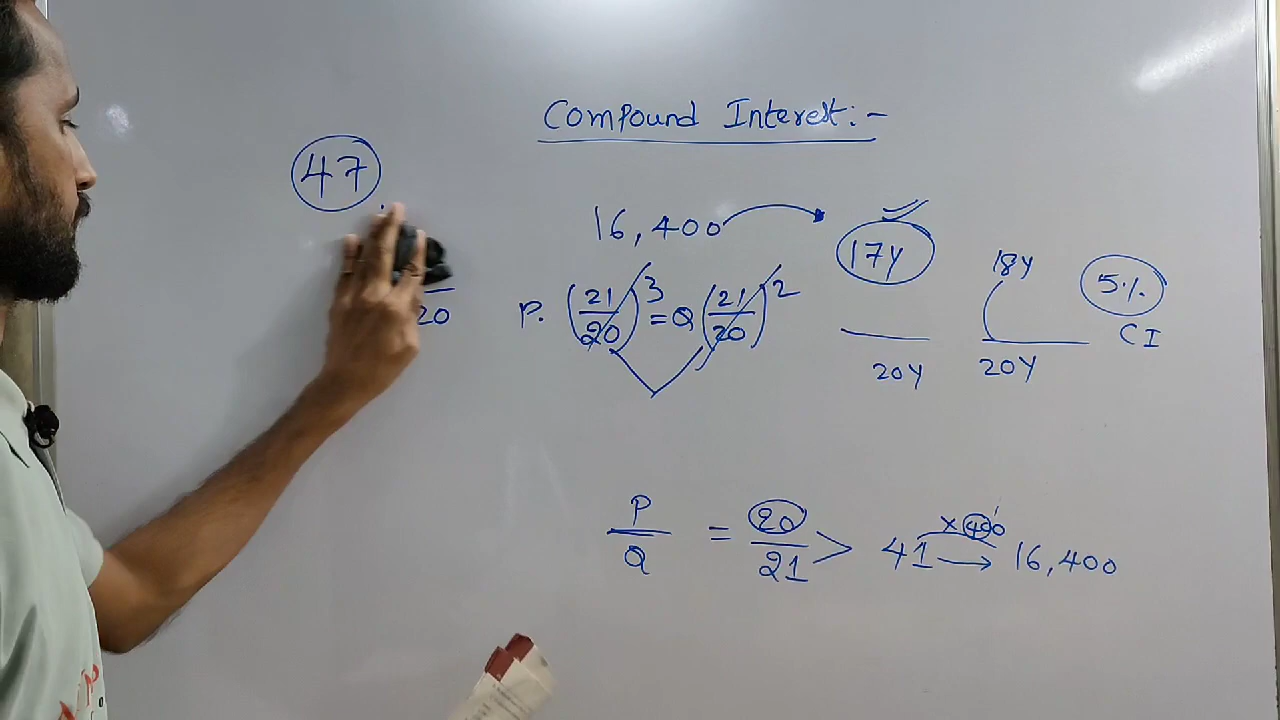 Compound Interest:-
47
16,400 17Y
18Y 5%
20
P. (21/20)^3 = Q (21/20)^2
CI
20Y 20Y
P/Q = 20/21 > 41 → 16,400
×400